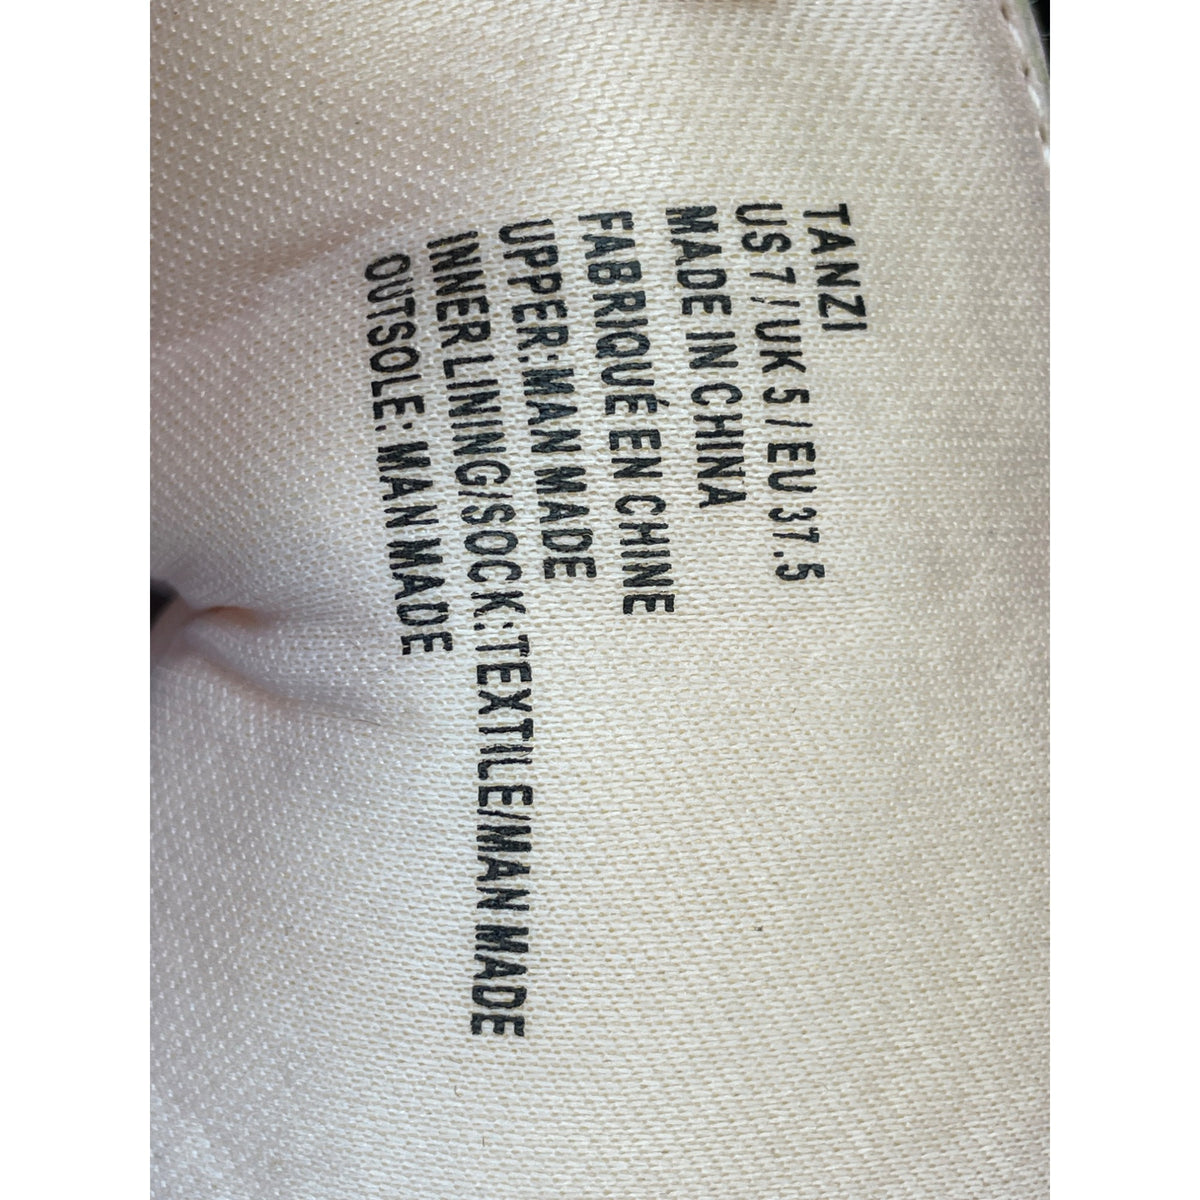 TANZI
US 7 / UK 5 / EU 37.5
MADE IN CHINA
FABRIQUÉ EN CHINE
UPPER: MAN MADE
INNER LINING/SOCK: TEXTILE/MAN MADE
OUTSOLE: MAN MADE